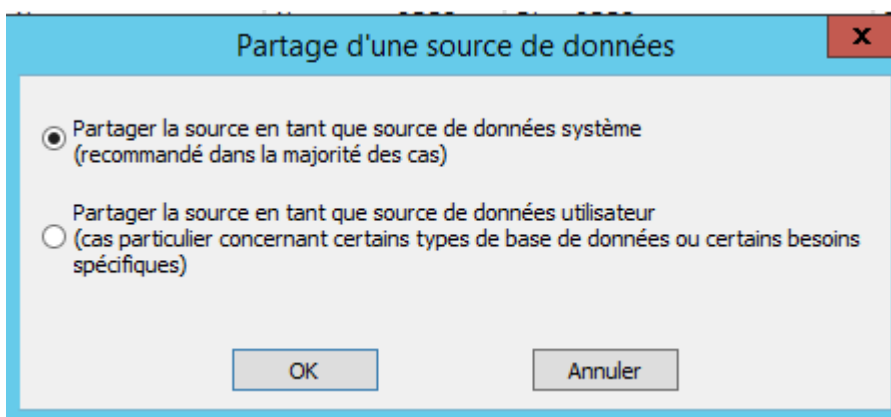 Partage d'une source de données
x
Partager la source en tant que source de données système
(recommandé dans la majorité des cas)
Partager la source en tant que source de données utilisateur
(cas particulier concernant certains types de base de données ou certains besoins
spécifiques)
OK
Annuler